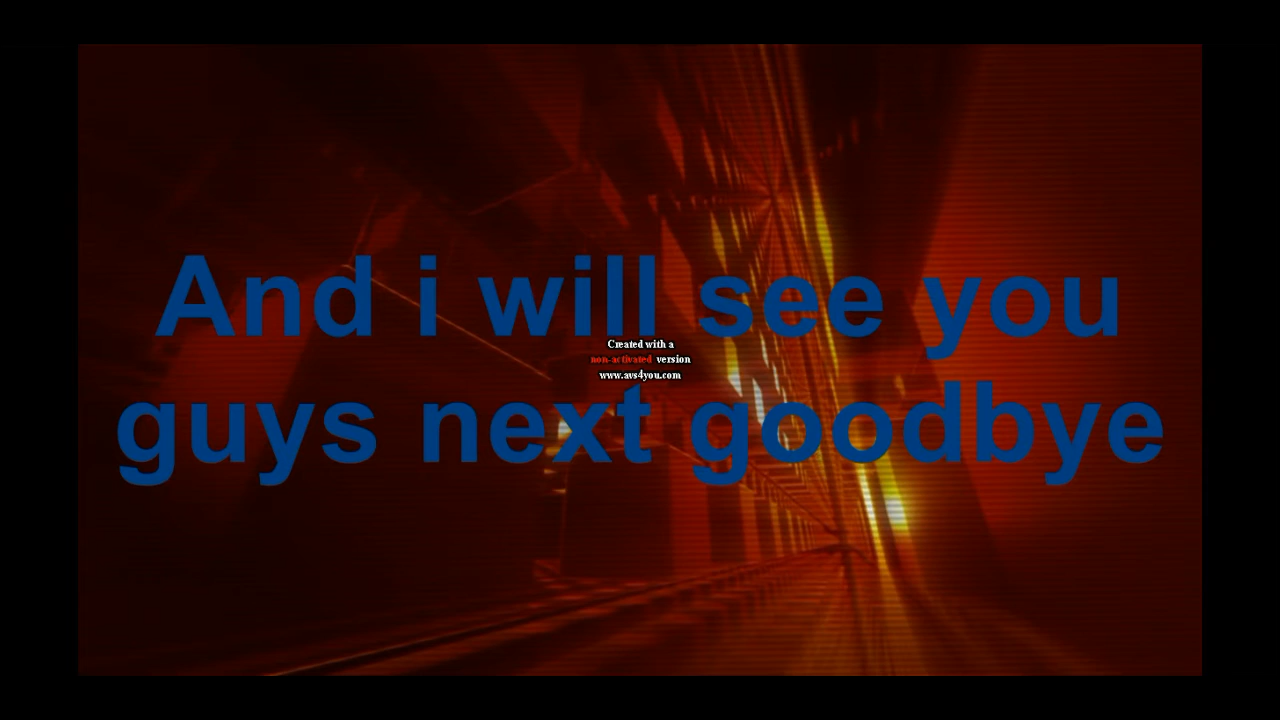 And i will see you
Created with a
non-activated version
www.avs4you.com
guys next goodbye